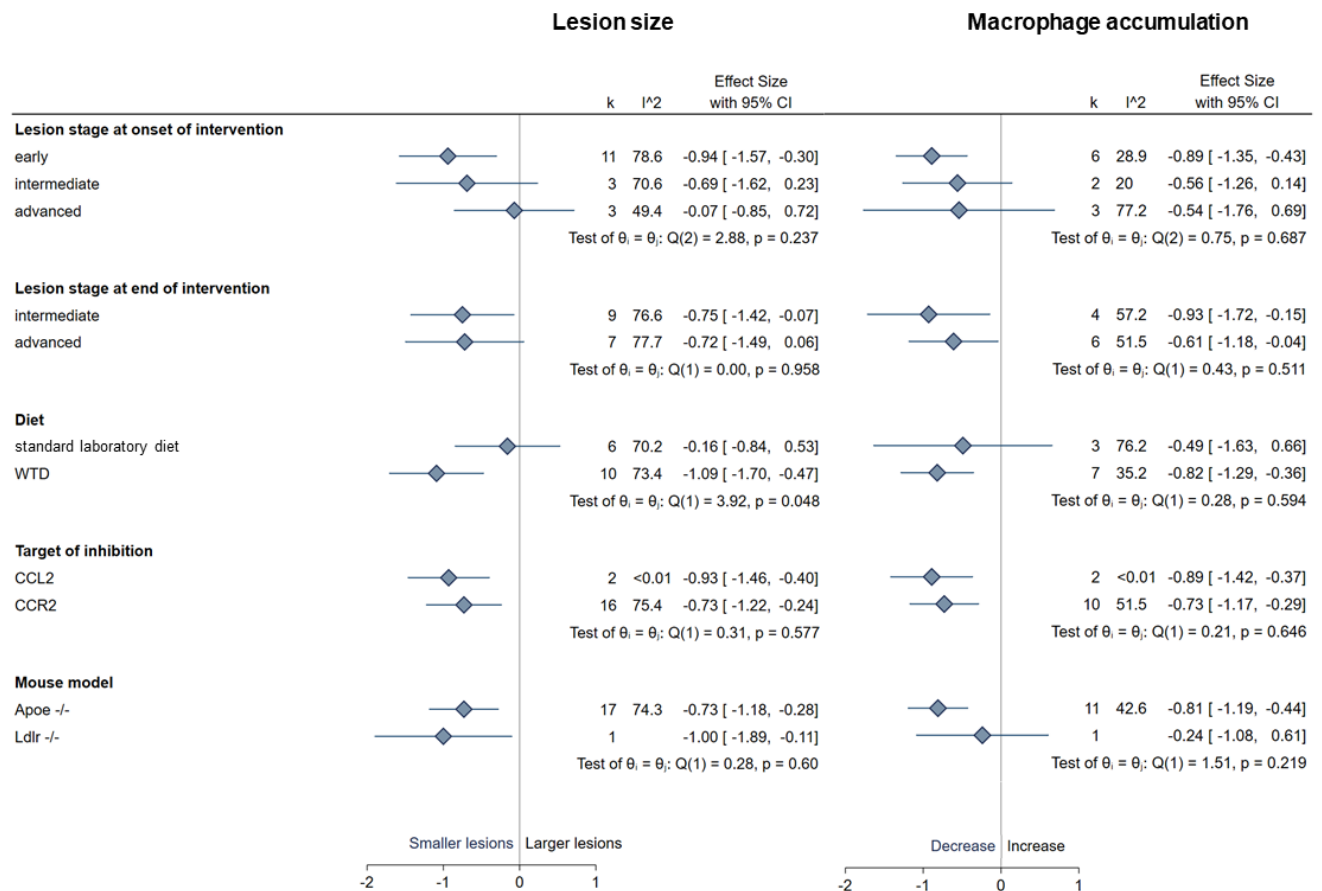 Lesion size Macrophage accumulation
Effect Size Effect Size
k I^2 with 95% CI k I^2 with 95% CI
Lesion stage at onset of intervention
early 11 78.6 -0.94 [ -1.57, -0.30] 6 28.9 -0.89 [ -1.35, -0.43]
intermediate 3 70.6 -0.69 [ -1.62, 0.23] 2 20 -0.56 [ -1.26, 0.14]
advanced 3 49.4 -0.07 [ -0.85, 0.72] 3 77.2 -0.54 [ -1.76, 0.69]
Test of θᵢ = θⱼ: Q(2) = 2.88, p = 0.237 Test of θᵢ = θⱼ: Q(2) = 0.75, p = 0.687
Lesion stage at end of intervention
intermediate 9 76.6 -0.75 [ -1.42, -0.07] 4 57.2 -0.93 [ -1.72, -0.15]
advanced 7 77.7 -0.72 [ -1.49, 0.06] 6 51.5 -0.61 [ -1.18, -0.04]
Test of θᵢ = θⱼ: Q(1) = 0.00, p = 0.958 Test of θᵢ = θⱼ: Q(1) = 0.43, p = 0.511
Diet
standard laboratory diet 6 70.2 -0.16 [ -0.84, 0.53] 3 76.2 -0.49 [ -1.63, 0.66]
WTD 10 73.4 -1.09 [ -1.70, -0.47] 7 35.2 -0.82 [ -1.29, -0.36]
Test of θᵢ = θⱼ: Q(1) = 3.92, p = 0.048 Test of θᵢ = θⱼ: Q(1) = 0.28, p = 0.594
Target of inhibition
CCL2 2 <0.01 -0.93 [ -1.46, -0.40] 2 <0.01 -0.89 [ -1.42, -0.37]
CCR2 16 75.4 -0.73 [ -1.22, -0.24] 10 51.5 -0.73 [ -1.17, -0.29]
Test of θᵢ = θⱼ: Q(1) = 0.31, p = 0.577 Test of θᵢ = θⱼ: Q(1) = 0.21, p = 0.646
Mouse model
Apoe -/- 17 74.3 -0.73 [ -1.18, -0.28] 11 42.6 -0.81 [ -1.19, -0.44]
Ldlr -/- 1 -1.00 [ -1.89, -0.11] 1 -0.24 [ -1.08, 0.61]
Test of θᵢ = θⱼ: Q(1) = 0.28, p = 0.60 Test of θᵢ = θⱼ: Q(1) = 1.51, p = 0.219
Smaller lesions Larger lesions Decrease Increase
-2 -1 0 1 -2 -1 0 1